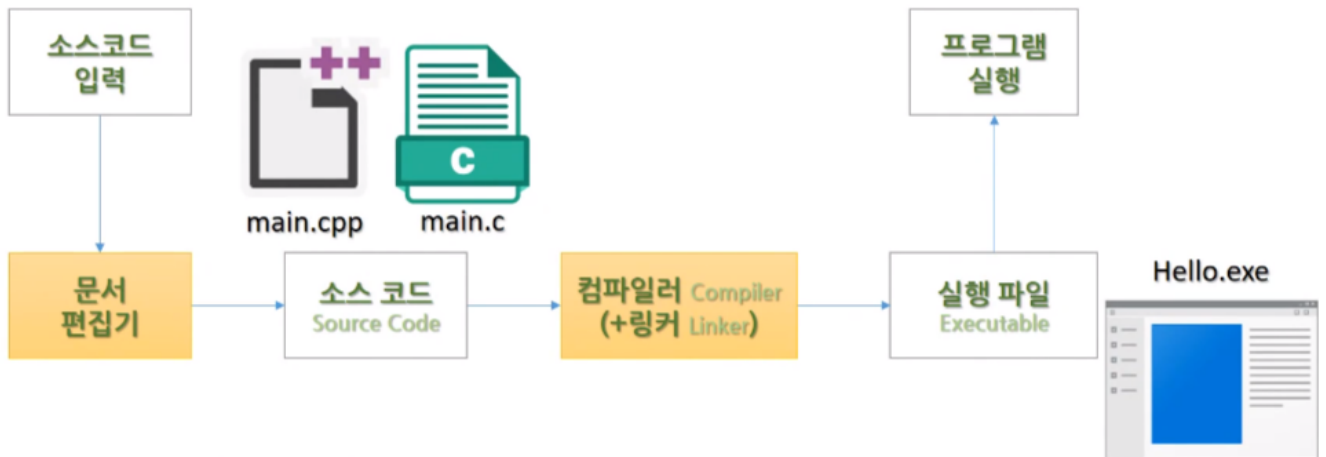 소스코드
입력
프로그램
실행
++
C
main.cpp
main.c
문서
편집기
소스 코드
Source Code
컴파일러 Compiler
(+링커 Linker)
실행 파일
Executable
Hello.exe